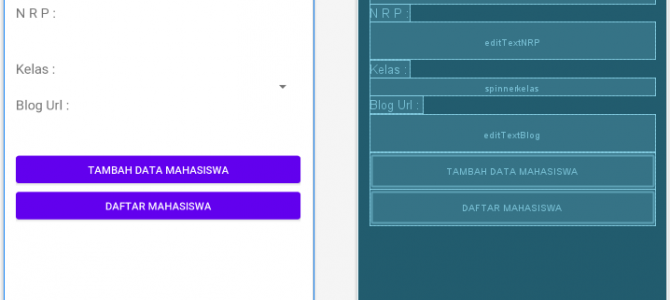 N R P :
Kelas :
Blog Url :
TAMBAH DATA MAHASISWA
DAFTAR MAHASISWA
N R P :
editTextNRP
Kelas :
spinnerkelas
Blog Url :
editTextBlog
TAMBAH DATA MAHASISWA
DAFTAR MAHASISWA